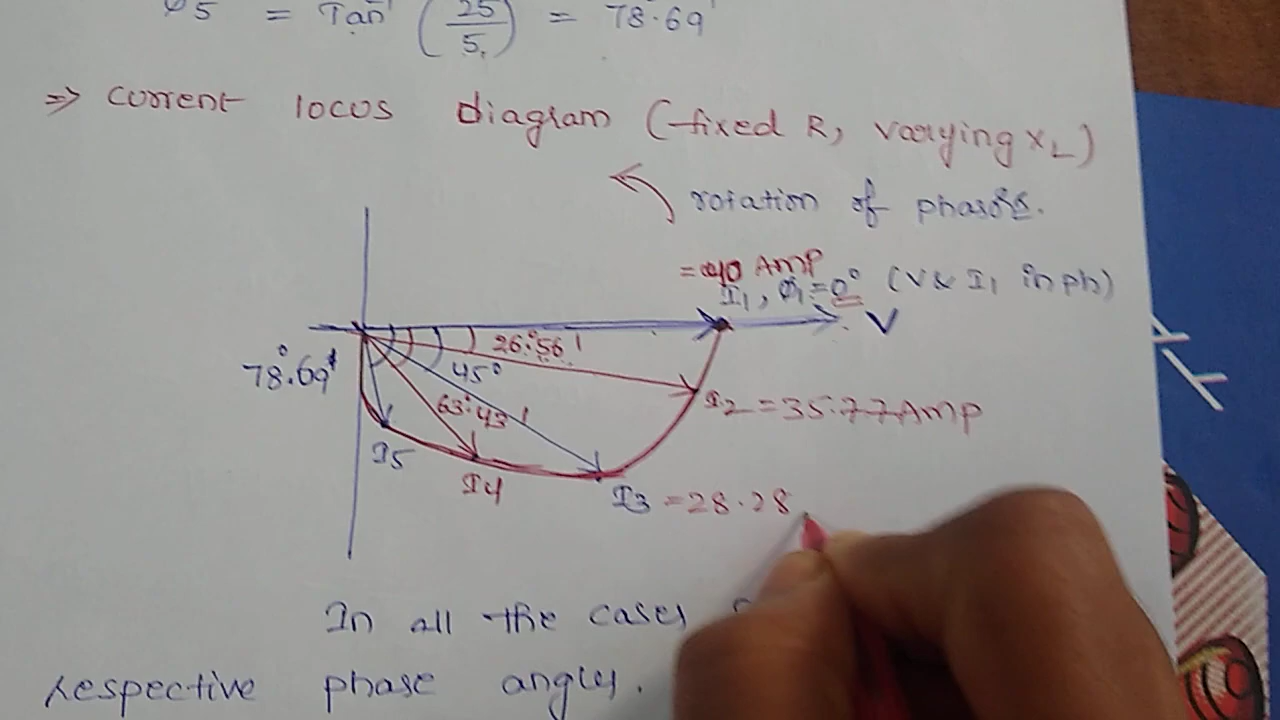 φ5 = Tan⁻¹ (25/5) = 78.69'
⇒ current locus diagram (fixed R, varying XL)
rotation of phasors.
= 40 Amp
I1, φ1=0° (V & I1 in ph)
V
26.56'
78.69'
45°
I2 = 35.77 Amp
63.43'
I5
I4
I3 = 28.28
In all the cases
respective phase angles.